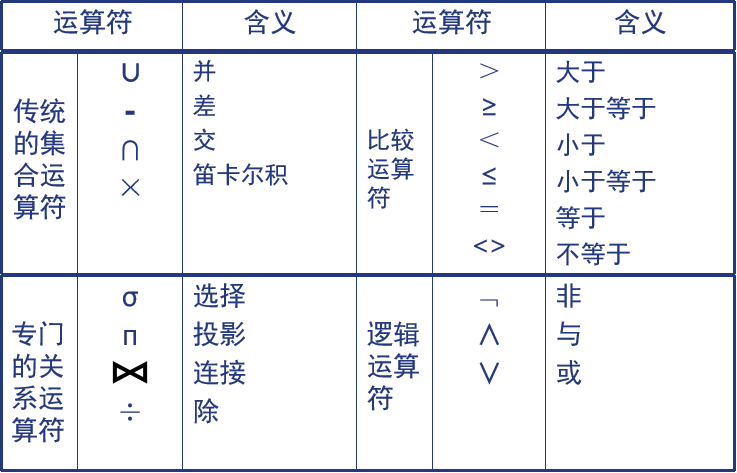 运算符 含义 运算符 含义
传统的集合运算符
∪ 并
- 差
∩ 交
× 笛卡尔积
比较运算符
> 大于
≥ 大于等于
< 小于
≤ 小于等于
= 等于
<> 不等于
专门的关系运算符
σ 选择
п 投影
⋈ 连接
÷ 除
逻辑运算符
﹁ 非
∧ 与
∨ 或